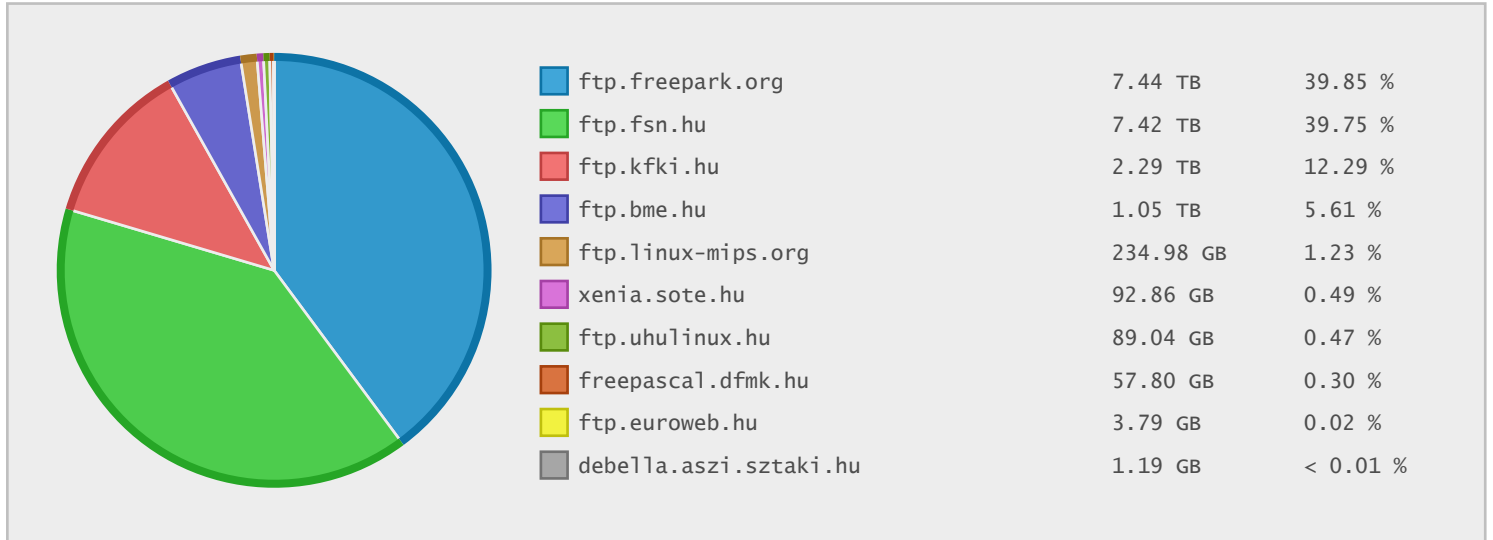 ftp.freepark.org 7.44 TB 39.85 %
ftp.fsn.hu 7.42 TB 39.75 %
ftp.kfki.hu 2.29 TB 12.29 %
ftp.bme.hu 1.05 TB 5.61 %
ftp.linux-mips.org 234.98 GB 1.23 %
xenia.sote.hu 92.86 GB 0.49 %
ftp.uhulinux.hu 89.04 GB 0.47 %
freepascal.dfmk.hu 57.80 GB 0.30 %
ftp.euroweb.hu 3.79 GB 0.02 %
debella.aszi.sztaki.hu 1.19 GB < 0.01 %